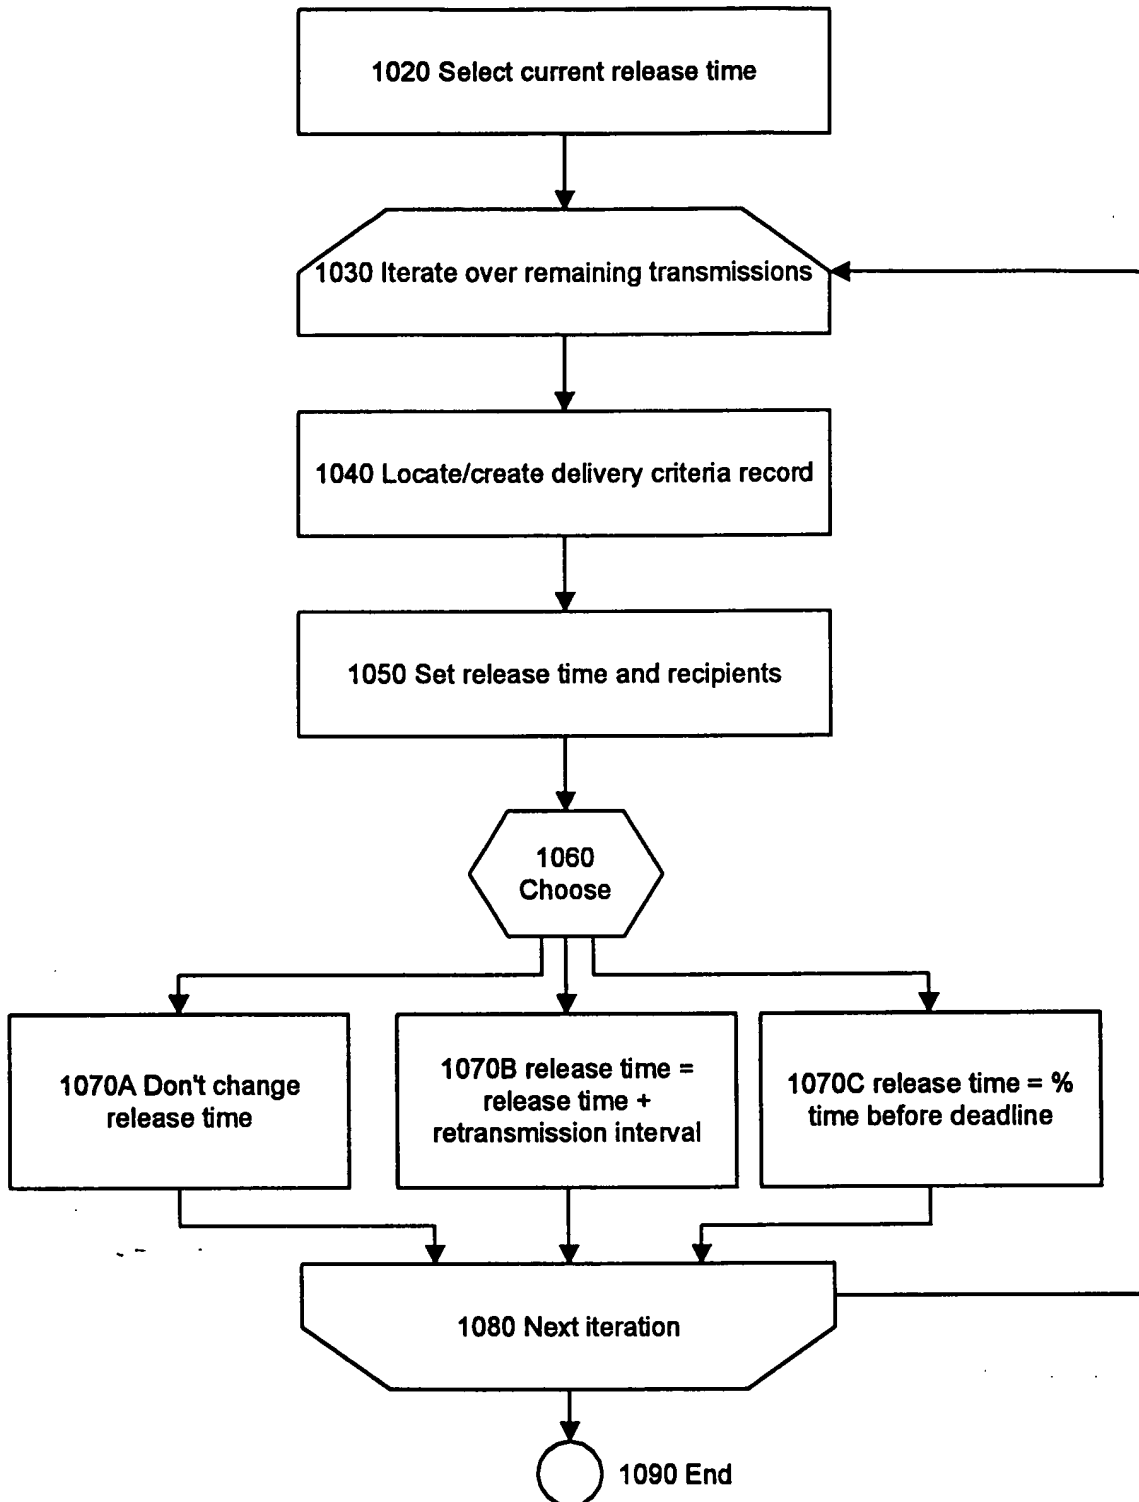 1020 Select current release time
1030 Iterate over remaining transmissions
1040 Locate/create delivery criteria record
1050 Set release time and recipients
1060
Choose
1070A Don't change
release time
1070B release time =
release time +
retransmission interval
1070C release time = %
time before deadline
1080 Next iteration
1090 End